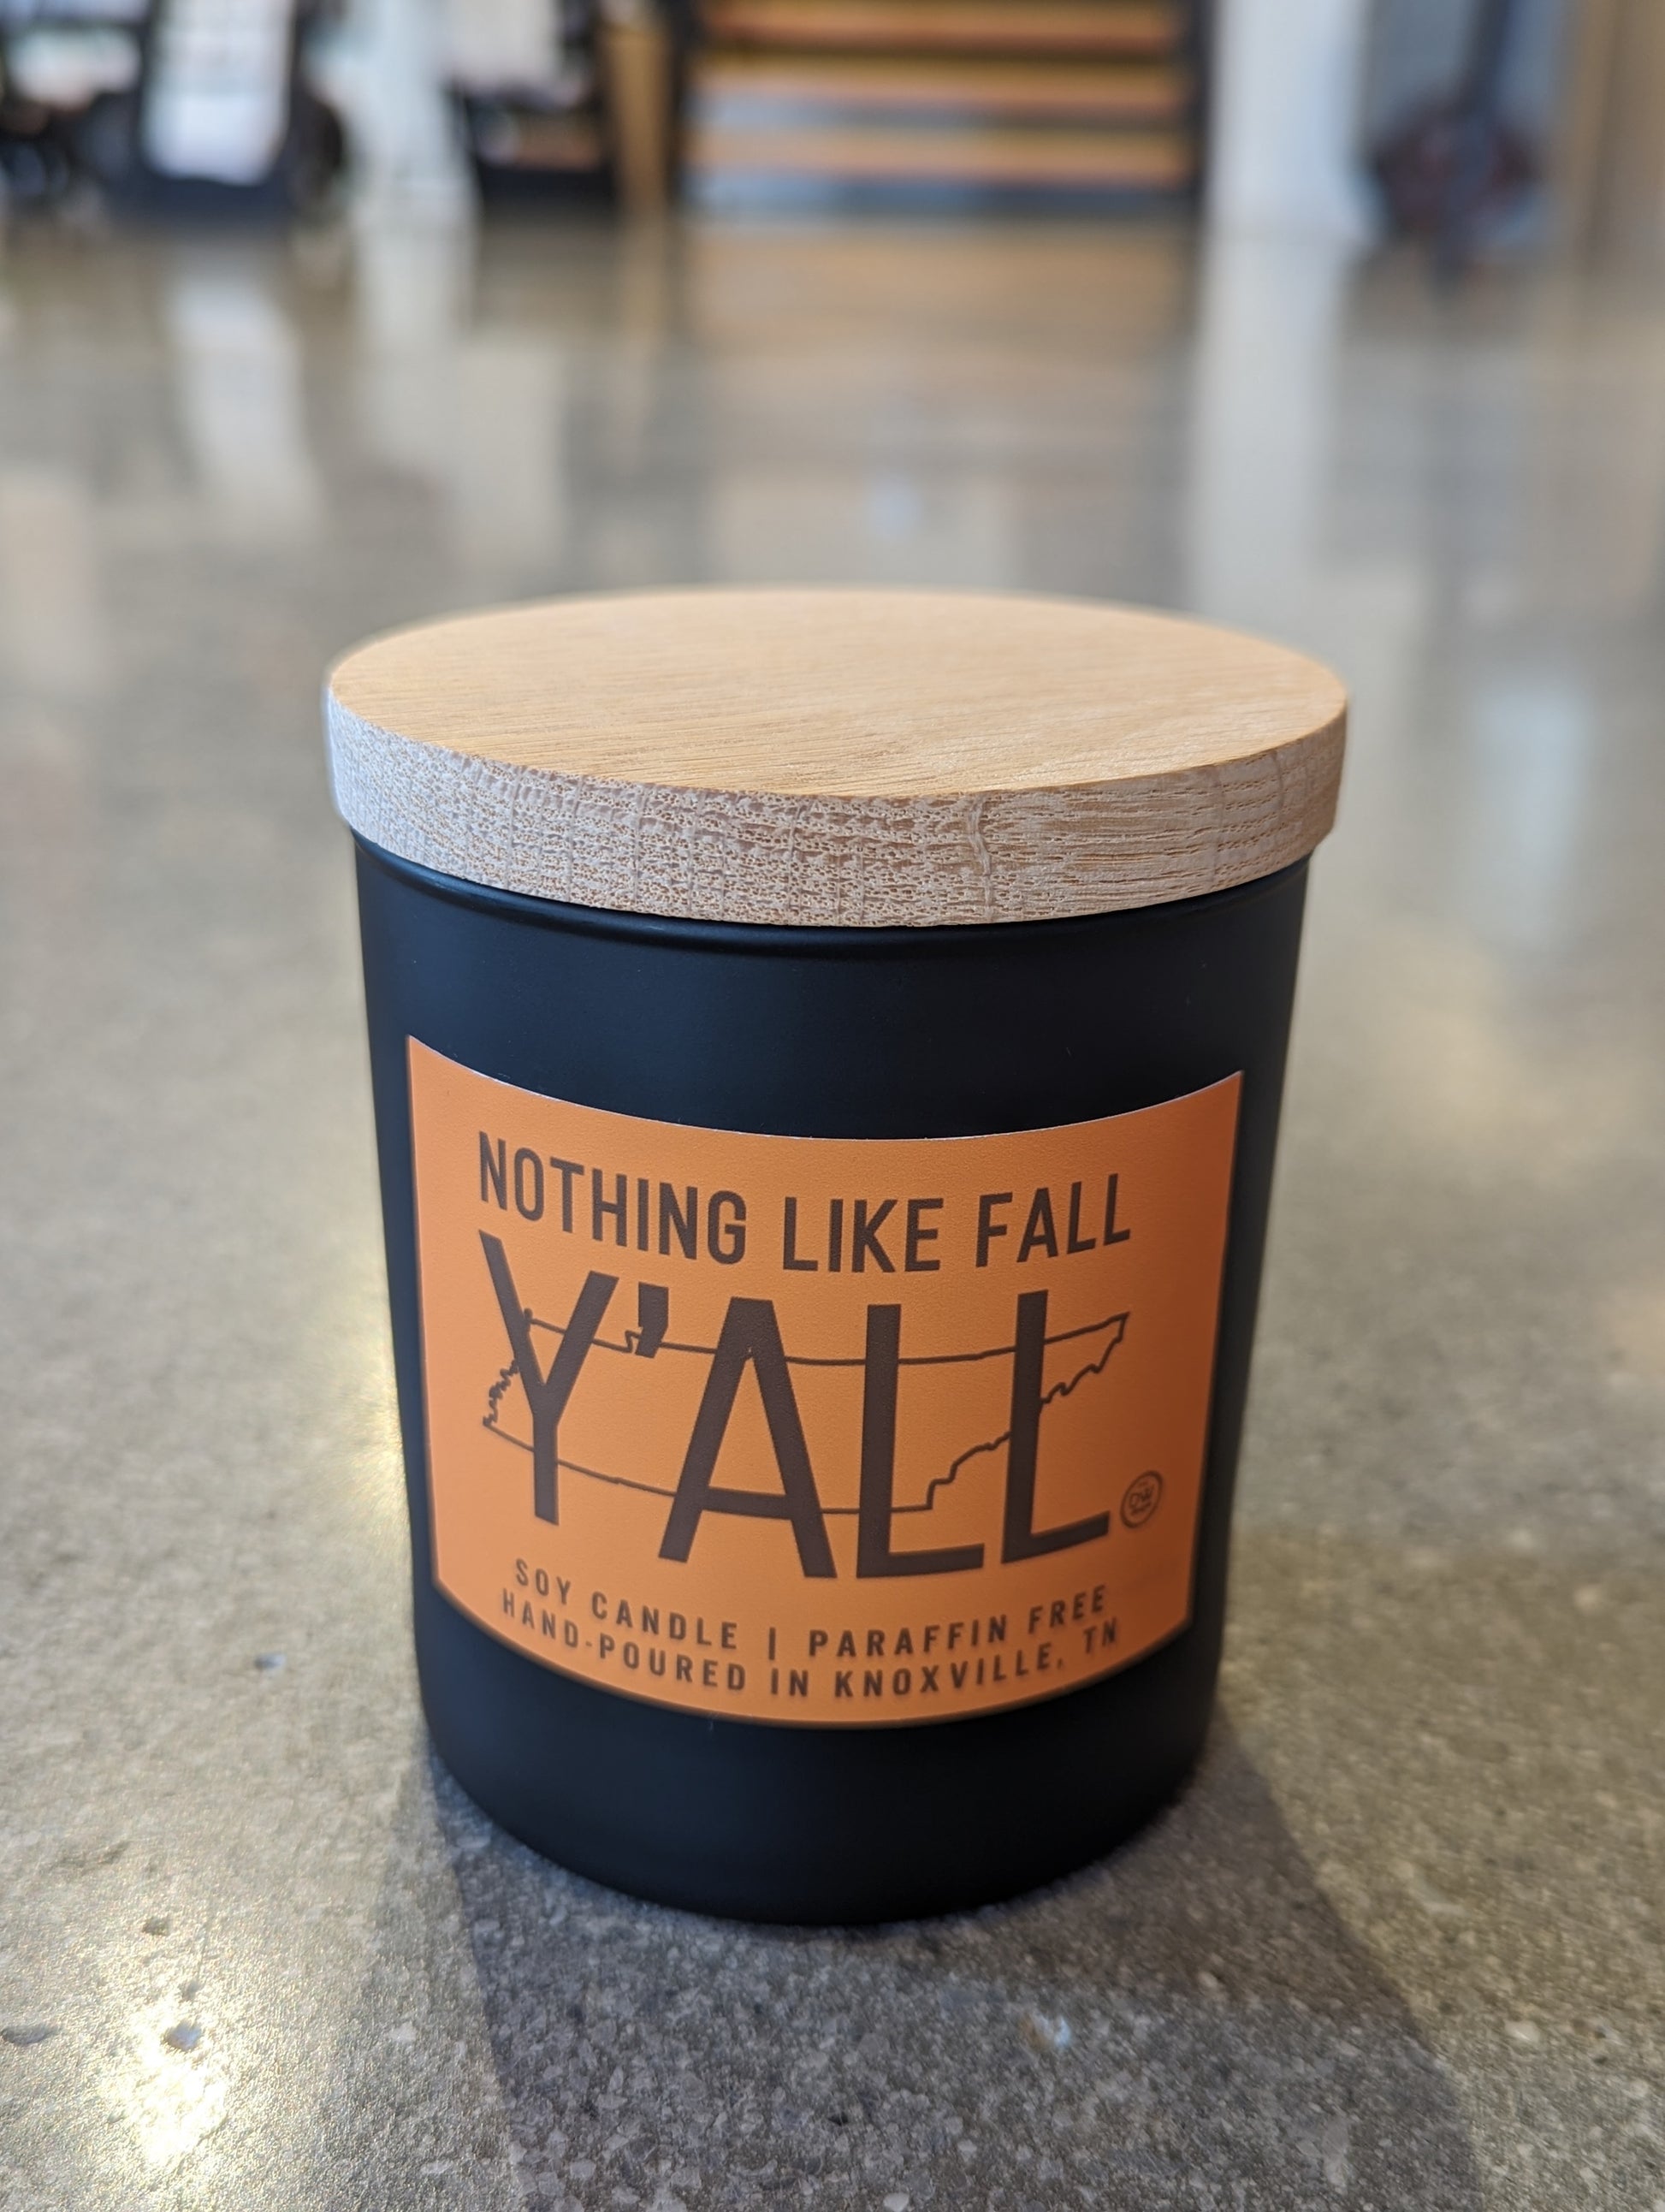 NOTHING LIKE FALL
Y'ALL
SOY CANDLE | PARAFFIN FREE
HAND-POURED IN KNOXVILLE, TN